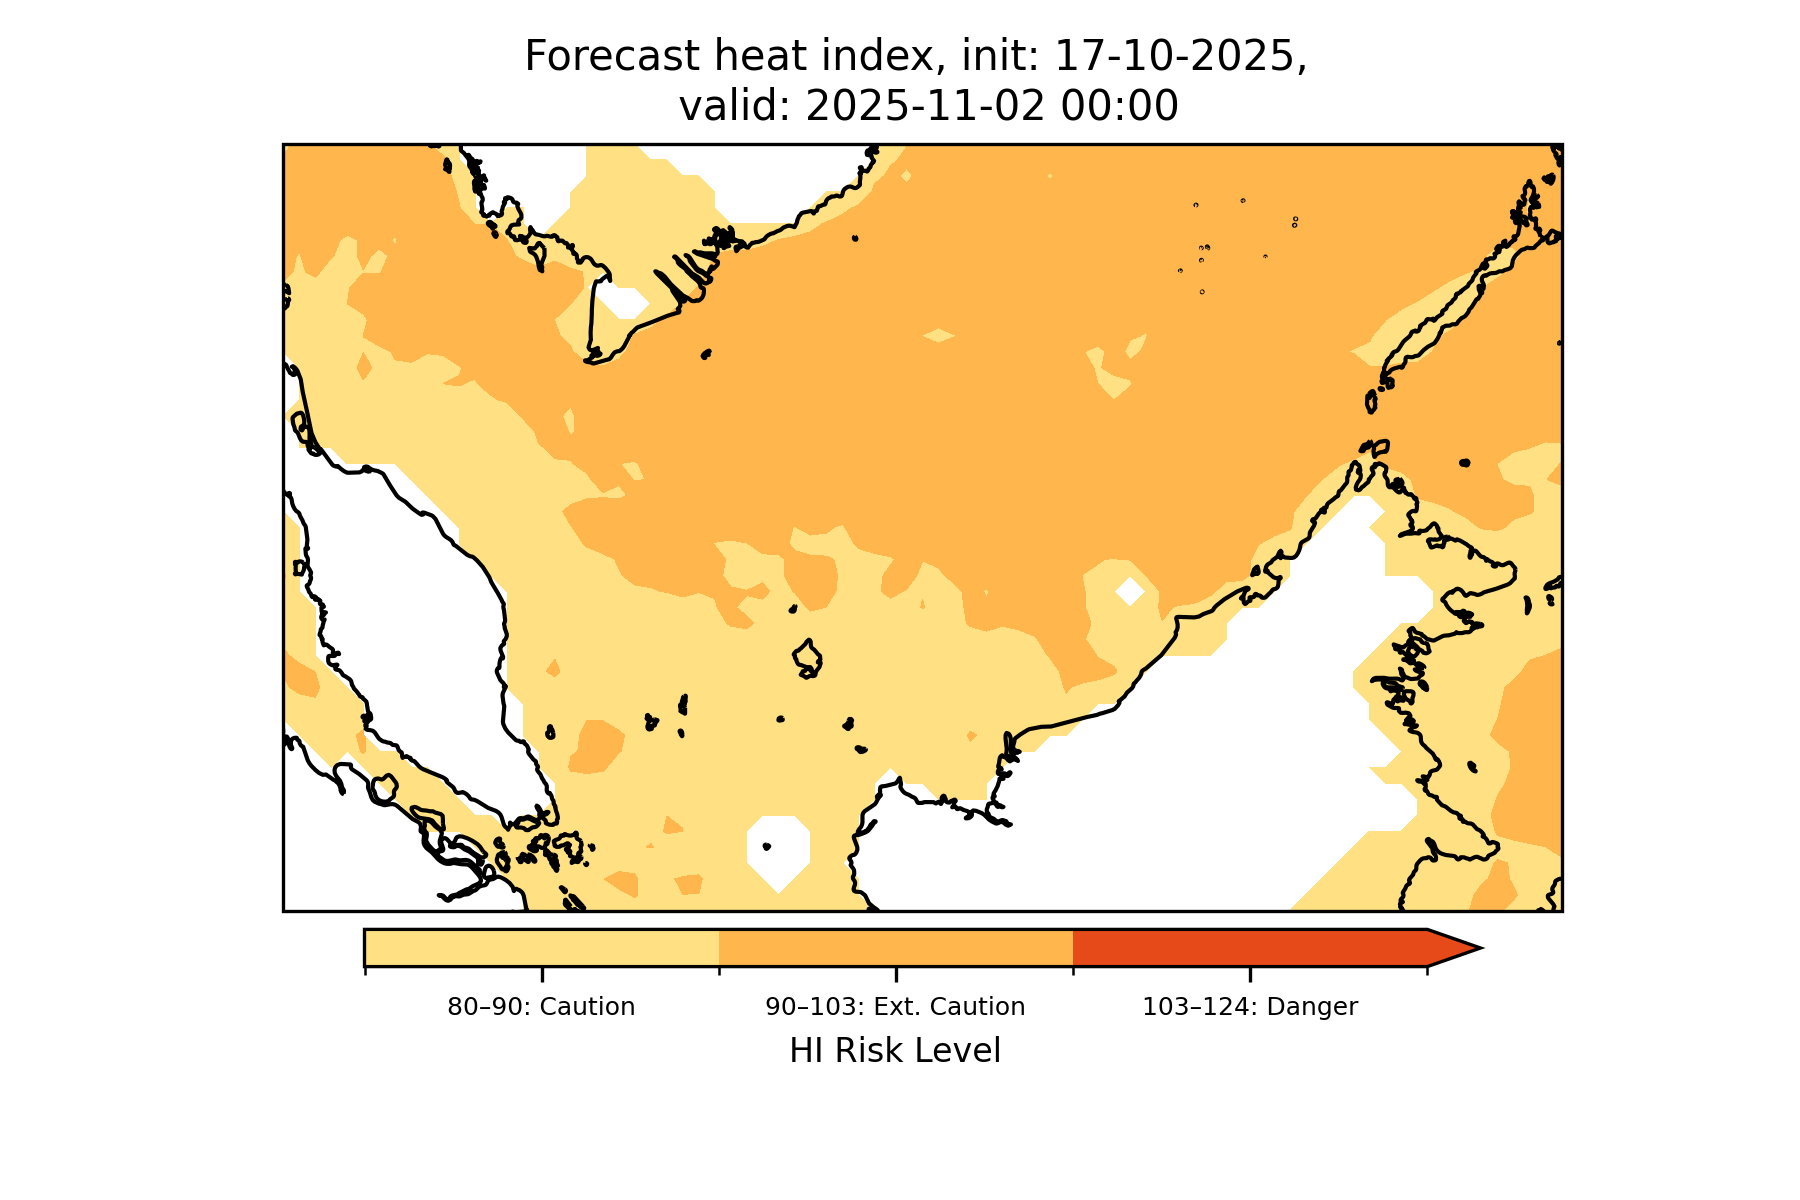 Forecast heat index, init: 17-10-2025,
valid: 2025-11-02 00:00
80–90: Caution
90–103: Ext. Caution
103–124: Danger
HI Risk Level